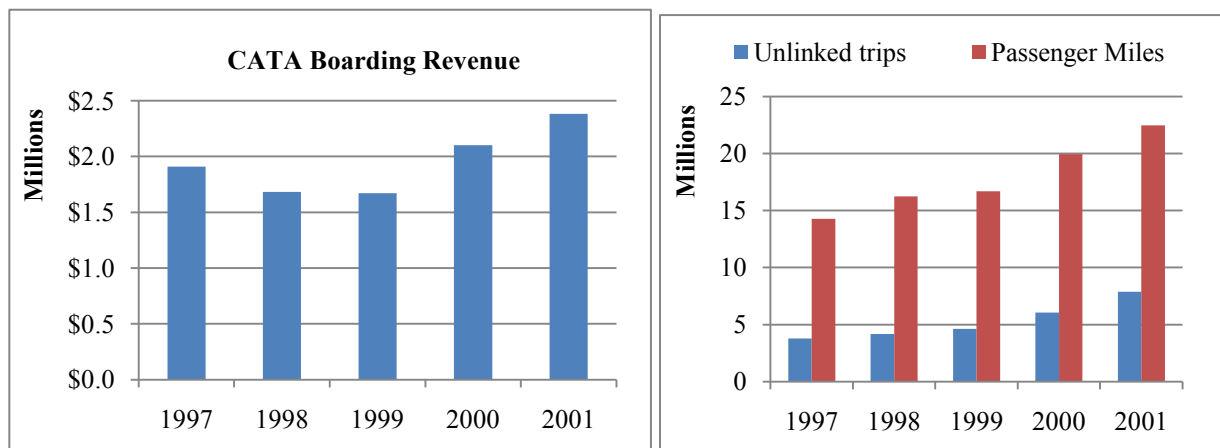 CATA Boarding Revenue
Millions
$2.5
$2.0
$1.5
$1.0
$0.5
$0.0
1997 1998 1999 2000 2001
Unlinked trips Passenger Miles
Millions
25
20
15
10
5
0
1997 1998 1999 2000 2001